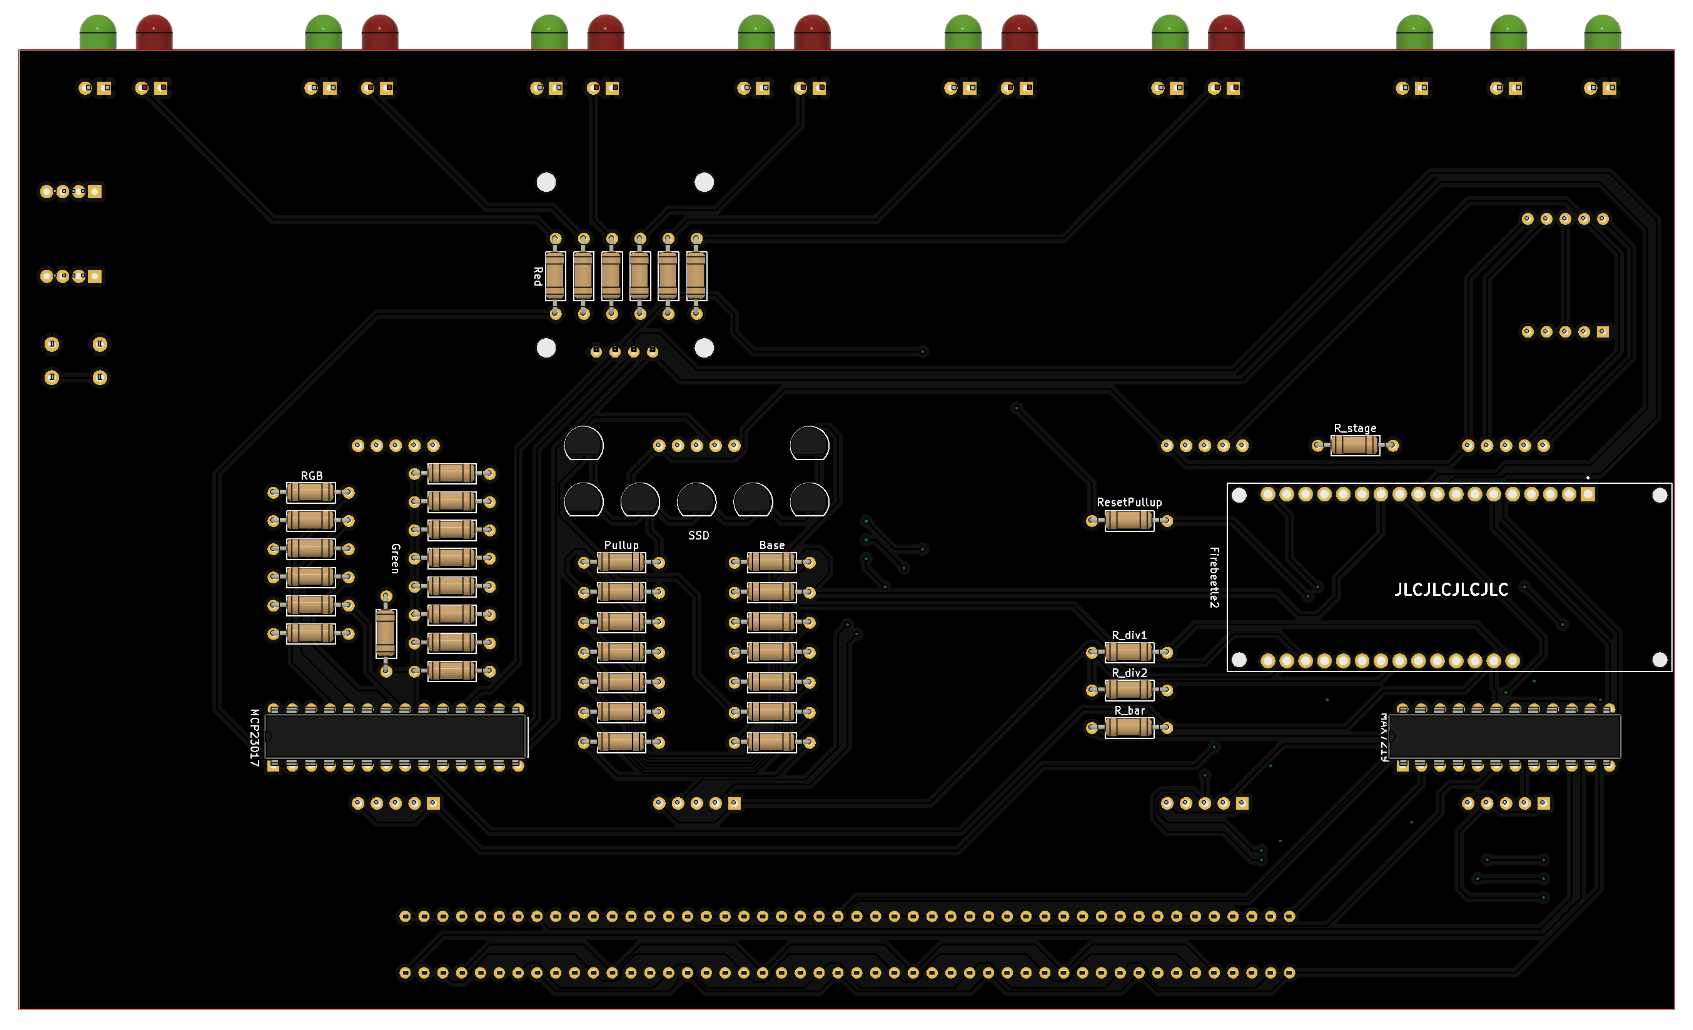 Red
R_stage
RGB
ResetPullup
SSD
Pullup
Base
Green
Firebeetle2
JLCJLCJLCJLC
R_div1
R_div2
R_bar
MCP23017
MAX7219